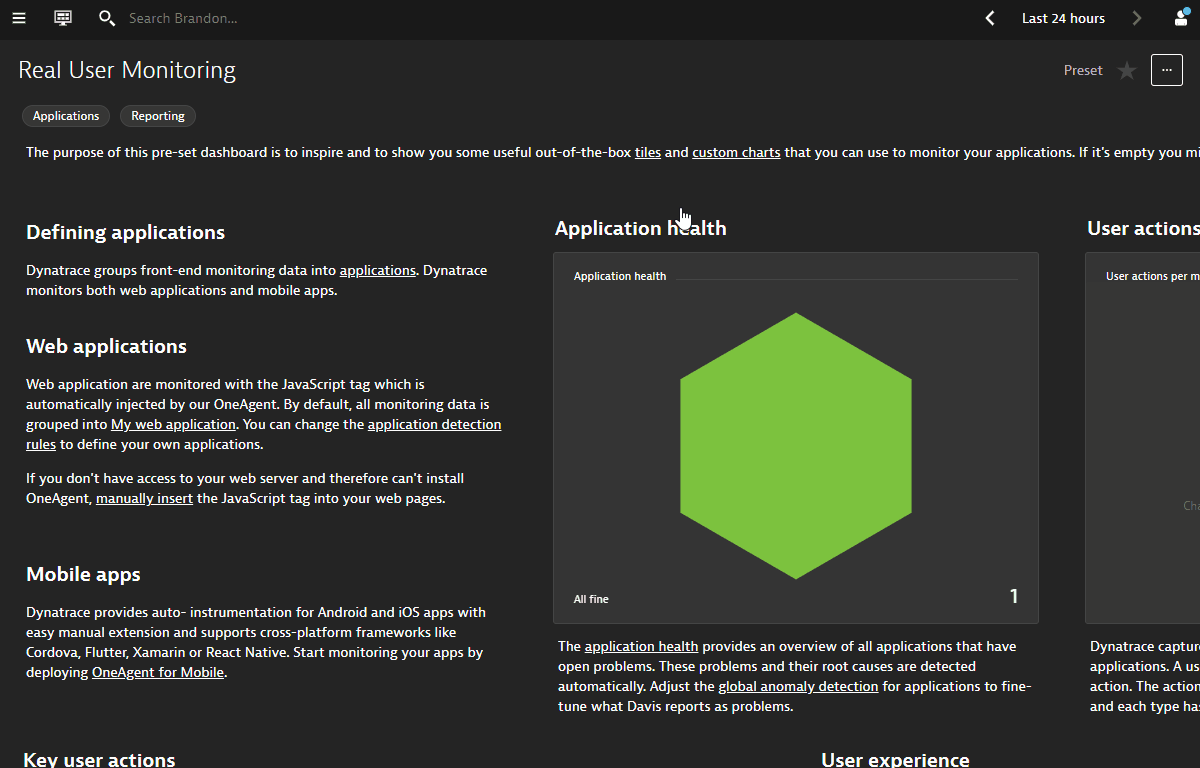 Search Brandon...
Last 24 hours
Real User Monitoring
Preset
...
Applications
Reporting
The purpose of this pre-set dashboard is to inspire and to show you some useful out-of-the-box tiles and custom charts that you can use to monitor your applications. If it's empty you mi
Defining applications
Dynatrace groups front-end monitoring data into applications. Dynatrace
monitors both web applications and mobile apps.
Web applications
Web application are monitored with the JavaScript tag which is
automatically injected by our OneAgent. By default, all monitoring data is
grouped into My web application. You can change the application detection
rules to define your own applications.
If you don't have access to your web server and therefore can't install
OneAgent, manually insert the JavaScript tag into your web pages.
Mobile apps
Dynatrace provides auto- instrumentation for Android and iOS apps with
easy manual extension and supports cross-platform frameworks like
Cordova, Flutter, Xamarin or React Native. Start monitoring your apps by
deploying OneAgent for Mobile.
Application health
Application health
All fine
1
The application health provides an overview of all applications that have
open problems. These problems and their root causes are detected
automatically. Adjust the global anomaly detection for applications to fine-
tune what Davis reports as problems.
User actions
User actions per m
Cha
Dynatrace captur
applications. A us
action. The action
and each type has
Key user actions
User experience